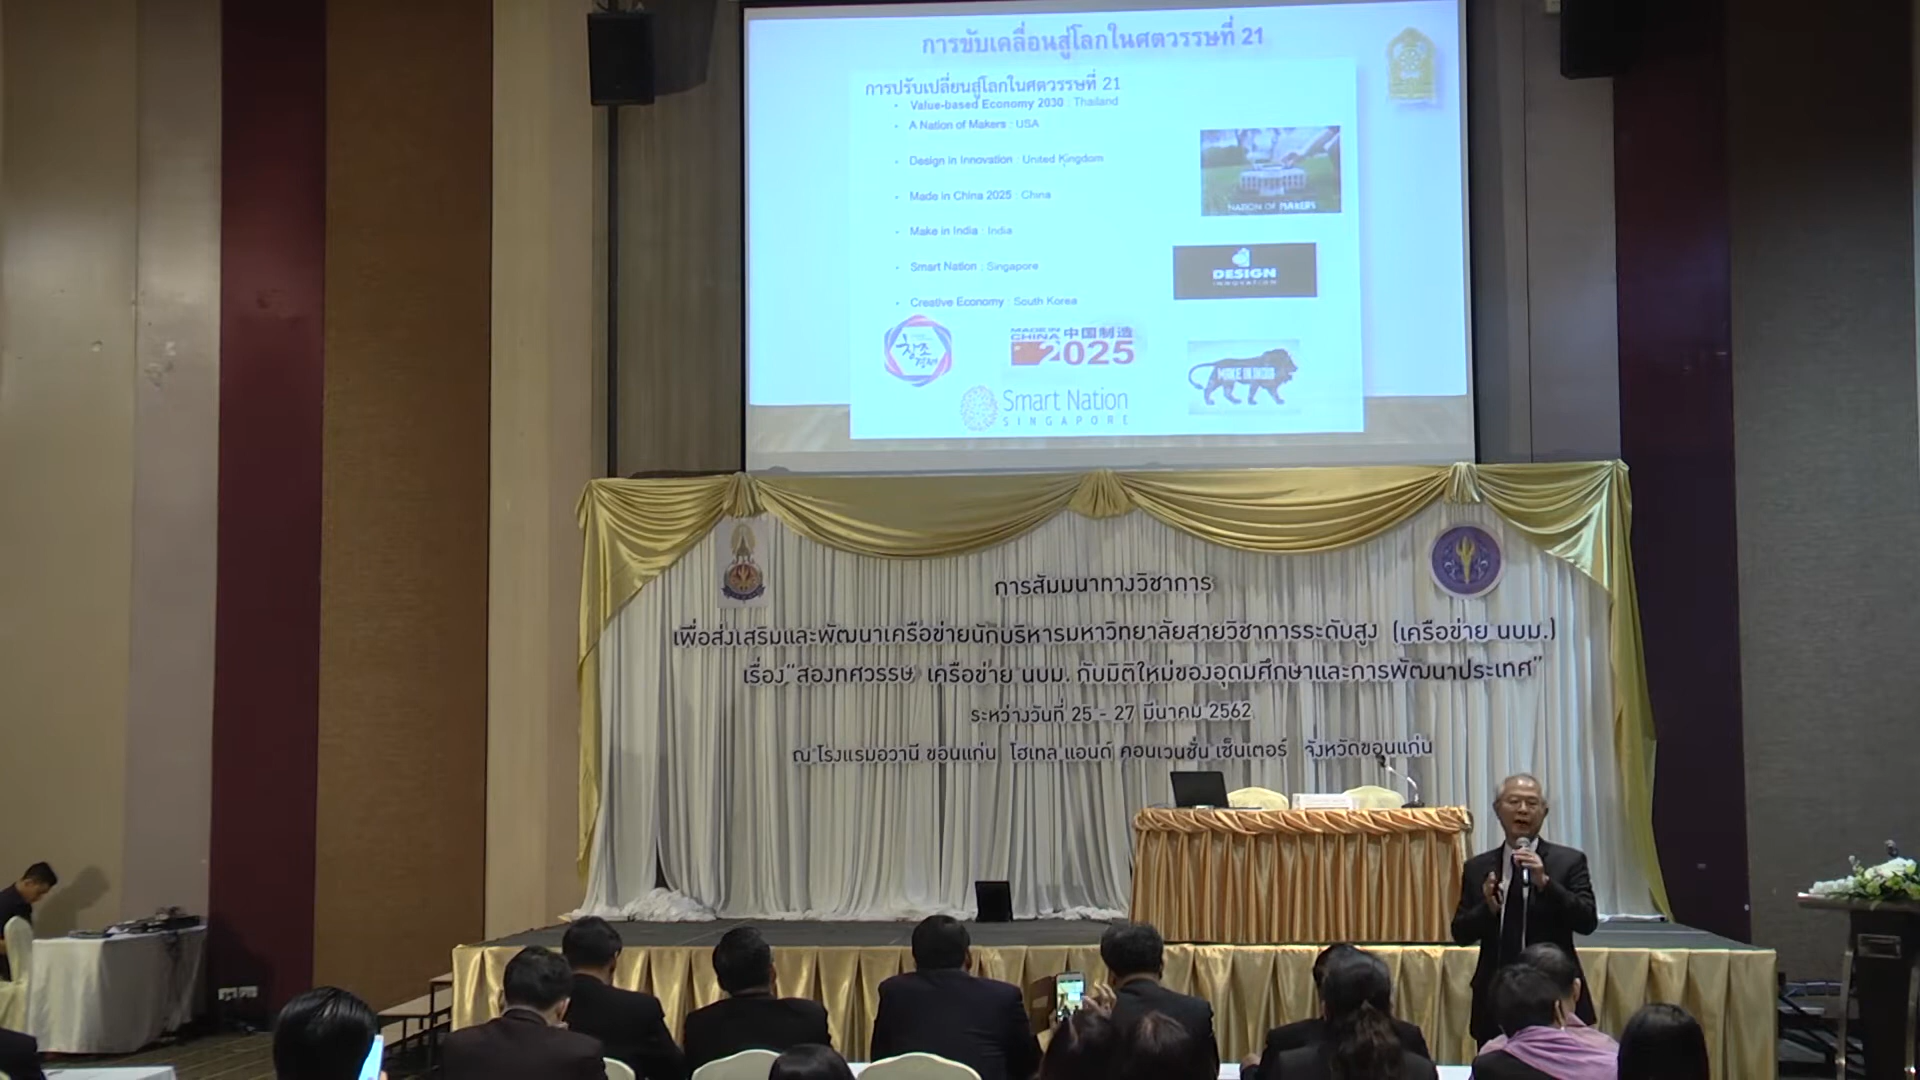 การขับเคลื่อนสู่โลกในศตวรรษที่ 21
การปรับเปลี่ยนสู่โลกในศตวรรษที่ 21
• Value-based Economy 2030 : Thailand
• A Nation of Makers : USA
• Design in Innovation : United Kingdom
• Made in China 2025 : China
• Make in India : India
• Smart Nation : Singapore
• Creative Economy : South Korea
NATION OF MAKERS
DESIGN
INNOVATION
창조경제
MADE IN CHINA 中国制造
2025
MAKE IN INDIA
Smart Nation
SINGAPORE
การสัมมนาทางวิชาการ
เพื่อส่งเสริมและพัฒนาเครือข่ายนักบริหารมหาวิทยาลัยสายวิชาการระดับสูง (เครือข่าย นบม.)
เรื่อง“สองทศวรรษ เครือข่าย นบม. กับมิติใหม่ของอุดมศึกษาและการพัฒนาประเทศ”
ระหว่างวันที่ 25 - 27 มีนาคม 2562
ณ โรงแรมอวานี ขอนแก่น โฮเทล แอนด์ คอนเวนชั่น เซ็นเตอร์ จังหวัดขอนแก่น